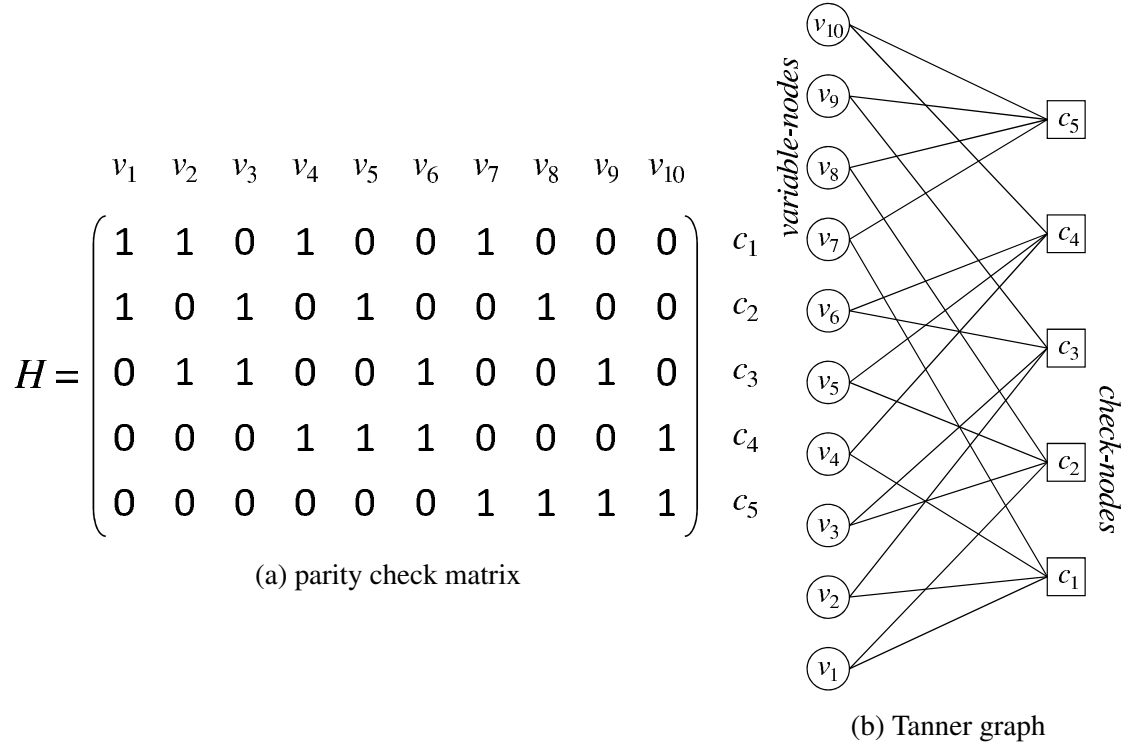 v1 v2 v3 v4 v5 v6 v7 v8 v9 v10
1 1 0 1 0 0 1 0 0 0 c1
1 0 1 0 1 0 0 1 0 0 c2
H = 0 1 1 0 0 1 0 0 1 0 c3
0 0 0 1 1 1 0 0 0 1 c4
0 0 0 0 0 0 1 1 1 1 c5
(a) parity check matrix
variable-nodes
v10
v9
v8
v7
v6
v5
v4
v3
v2
v1
c5
c4
c3
c2
c1
check-nodes
(b) Tanner graph